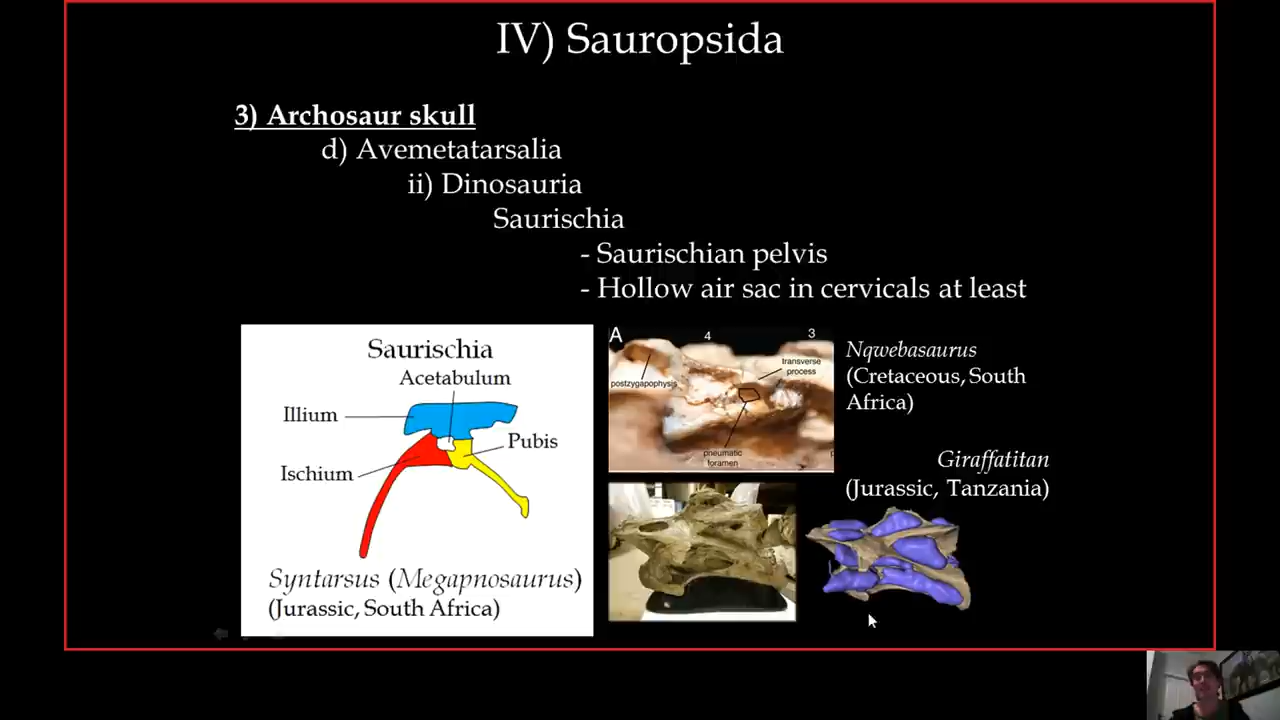 IV) Sauropsida
3) Archosaur skull
d) Avemetatarsalia
ii) Dinosauria
Saurischia
- Saurischian pelvis
- Hollow air sac in cervicals at least
Saurischia
Acetabulum
Illium
Pubis
Ischium
Syntarsus (Megapnosaurus)
(Jurassic, South Africa)
A
4
3
transverse
process
postzygapophysis
pneumatic
foramen
Nqwebasaurus
(Cretaceous, South
Africa)
Giraffatitan
(Jurassic, Tanzania)